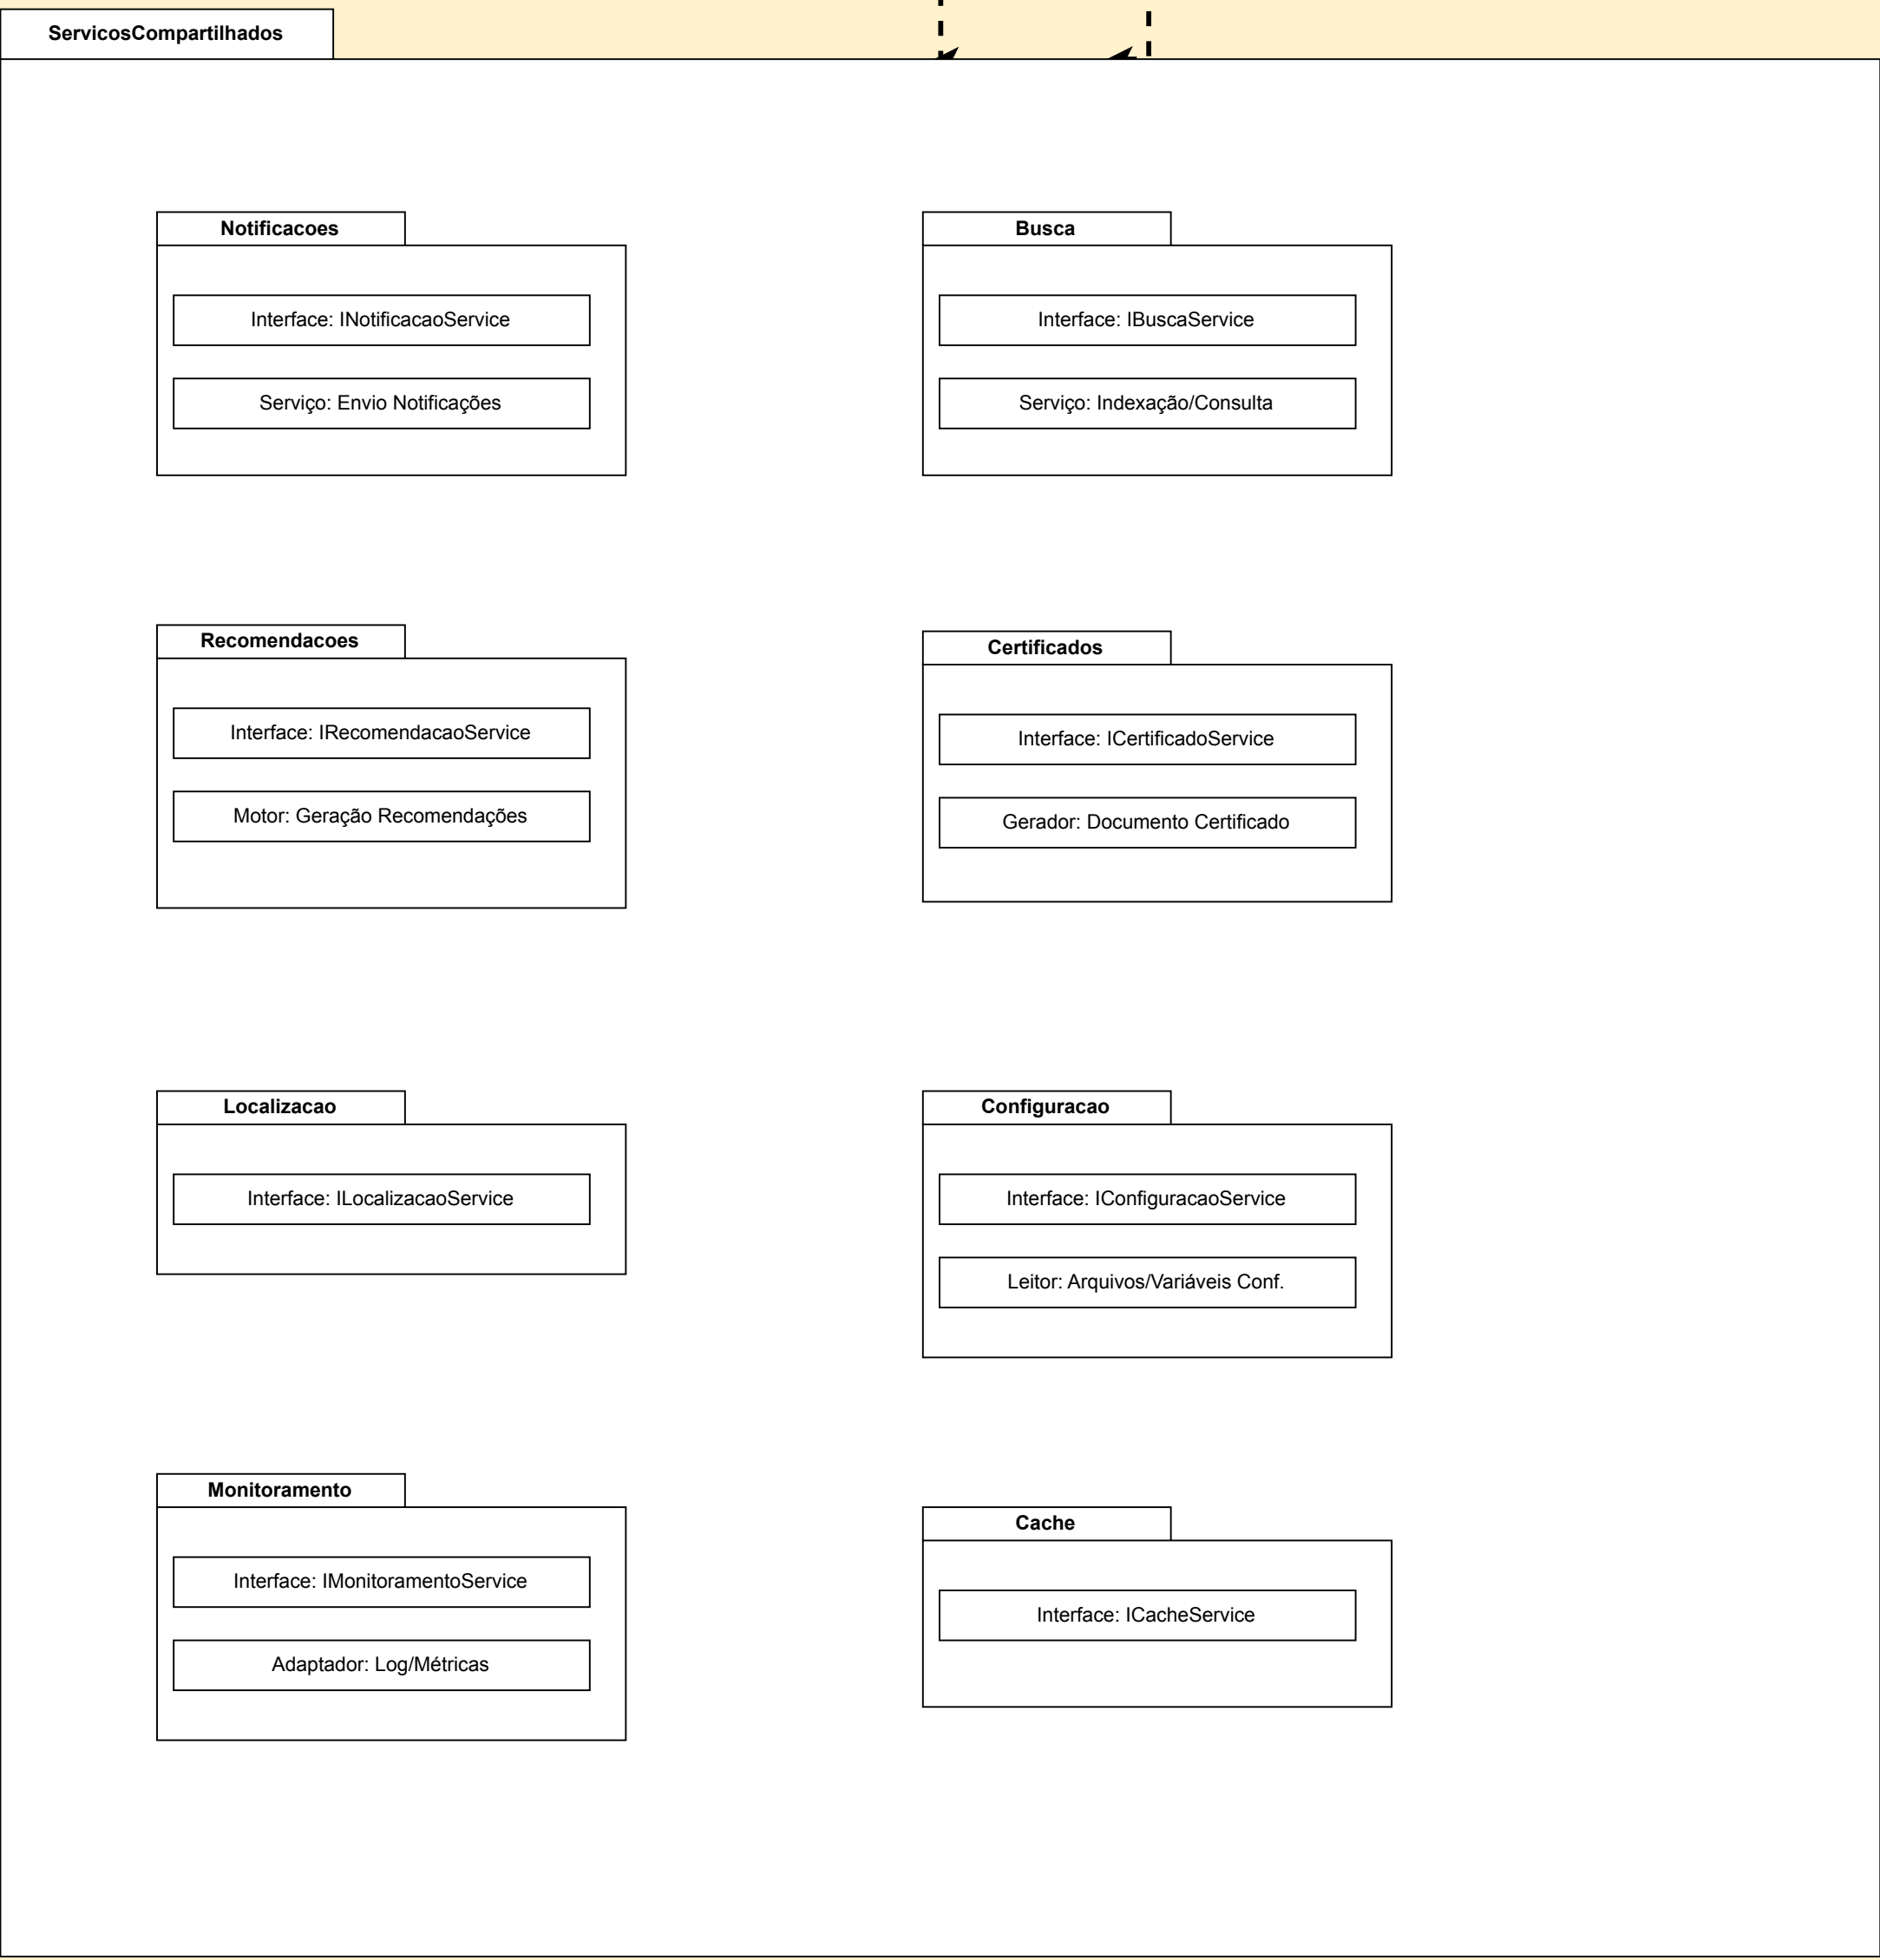 ServicosCompartilhados
Notificacoes
Interface: INotificacaoService
Serviço: Envio Notificações
Busca
Interface: IBuscaService
Serviço: Indexação/Consulta
Recomendacoes
Interface: IRecomendacaoService
Motor: Geração Recomendações
Certificados
Interface: ICertificadoService
Gerador: Documento Certificado
Localizacao
Interface: ILocalizacaoService
Configuracao
Interface: IConfiguracaoService
Leitor: Arquivos/Variáveis Conf.
Monitoramento
Interface: IMonitoramentoService
Adaptador: Log/Métricas
Cache
Interface: ICacheService